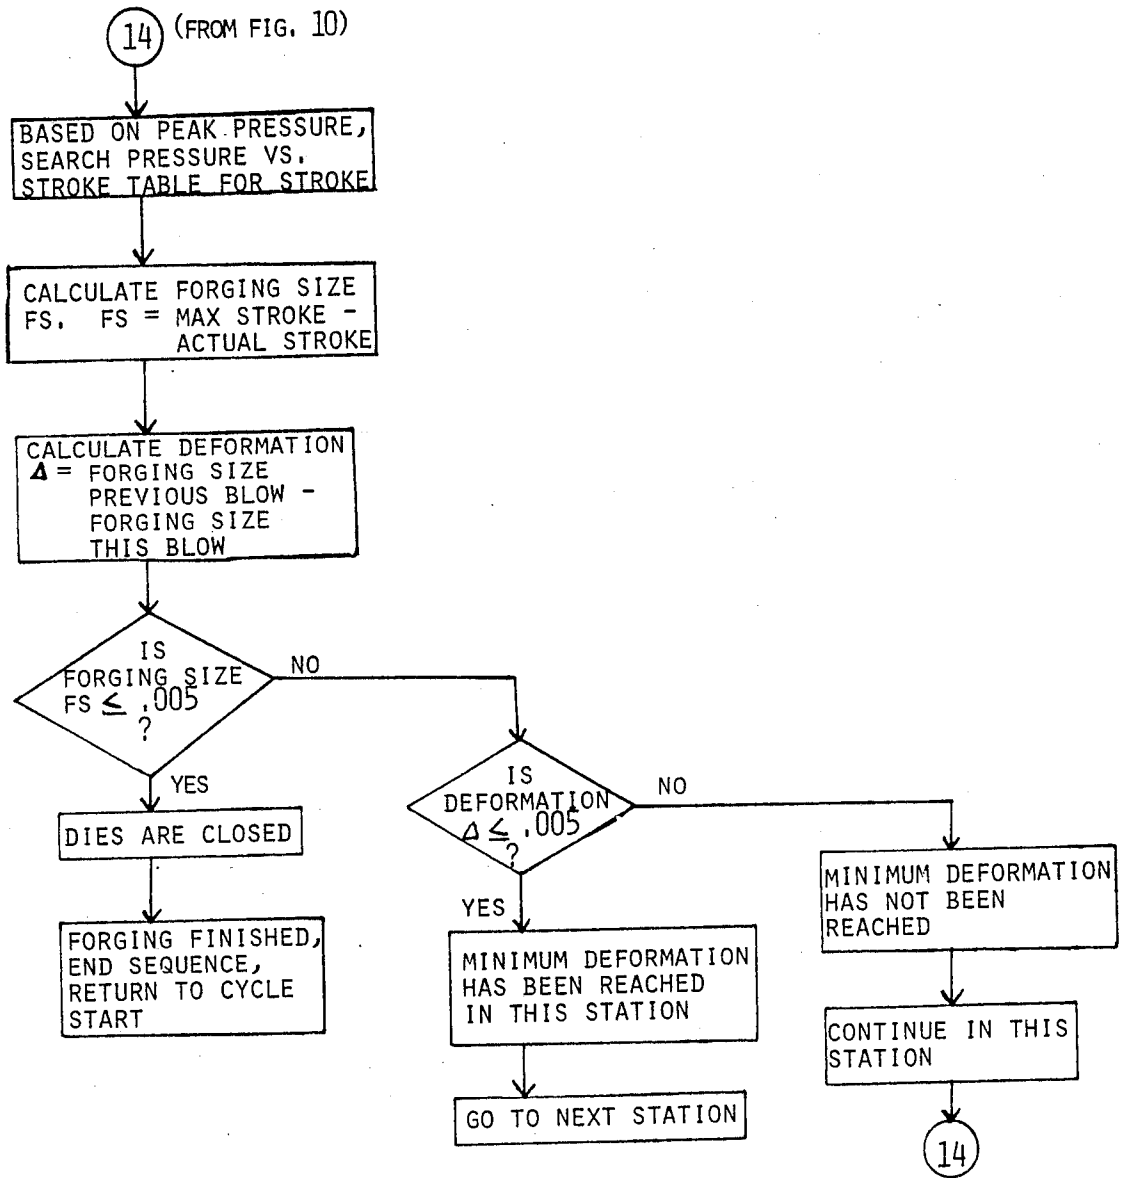 14 (FROM FIG. 10)
BASED ON PEAK PRESSURE,
SEARCH PRESSURE VS.
STROKE TABLE FOR STROKE
CALCULATE FORGING SIZE
FS. FS = MAX STROKE -
ACTUAL STROKE
CALCULATE DEFORMATION
Δ = FORGING SIZE
PREVIOUS BLOW -
FORGING SIZE
THIS BLOW
IS
FORGING SIZE
FS ≤ .005
?
NO
YES
DIES ARE CLOSED
FORGING FINISHED,
END SEQUENCE,
RETURN TO CYCLE
START
IS
DEFORMATION
Δ ≤ .005
?
NO
YES
MINIMUM DEFORMATION
HAS BEEN REACHED
IN THIS STATION
GO TO NEXT STATION
MINIMUM DEFORMATION
HAS NOT BEEN
REACHED
CONTINUE IN THIS
STATION
14